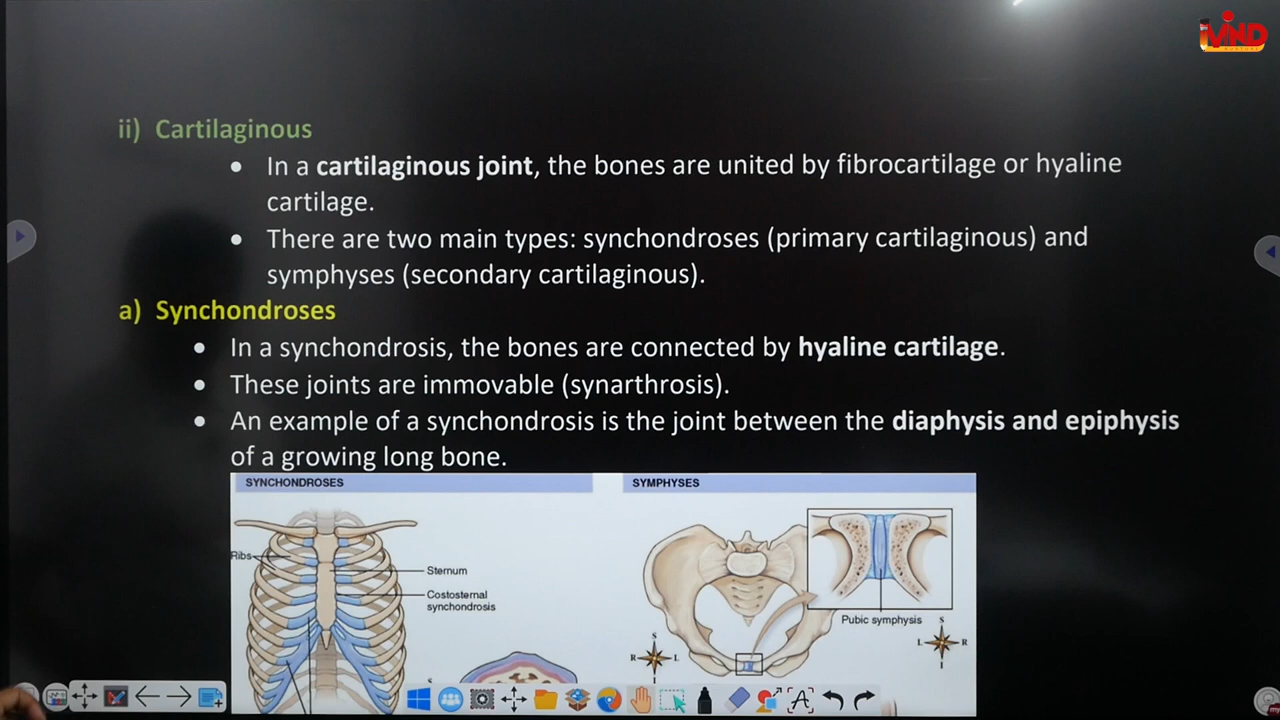 iMIND
ii) Cartilaginous
• In a cartilaginous joint, the bones are united by fibrocartilage or hyaline
cartilage.
• There are two main types: synchondroses (primary cartilaginous) and
symphyses (secondary cartilaginous).
a) Synchondroses
• In a synchondrosis, the bones are connected by hyaline cartilage.
• These joints are immovable (synarthrosis).
• An example of a synchondrosis is the joint between the diaphysis and epiphysis
of a growing long bone.
SYNCHONDROSES
SYMPHYSES
Ribs
Sternum
Costosternal
synchondrosis
Pubic symphysis
S
L R
I
S
R L
I
S
A